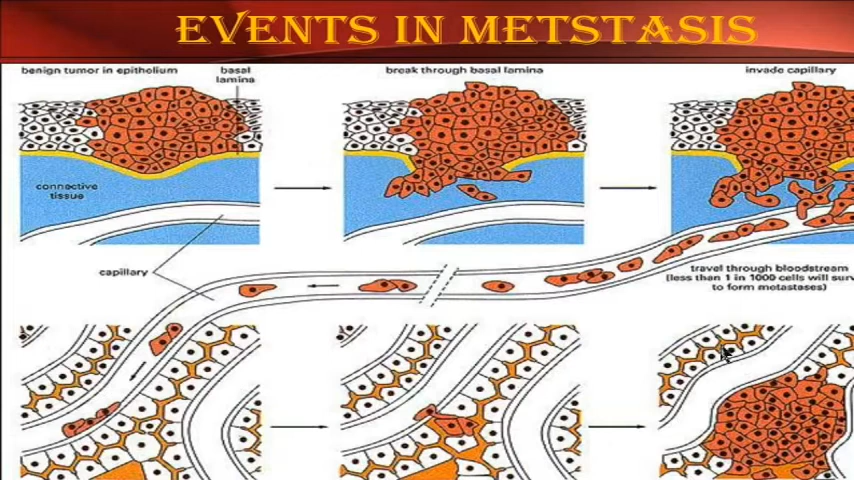 EVENTS IN METSTASIS
benign tumor in epithelium
basal
lamina
break through basal lamina
invade capillary
connective
tissue
capillary
travel through bloodstream
(less than 1 in 1000 cells will surv
to form metastases)